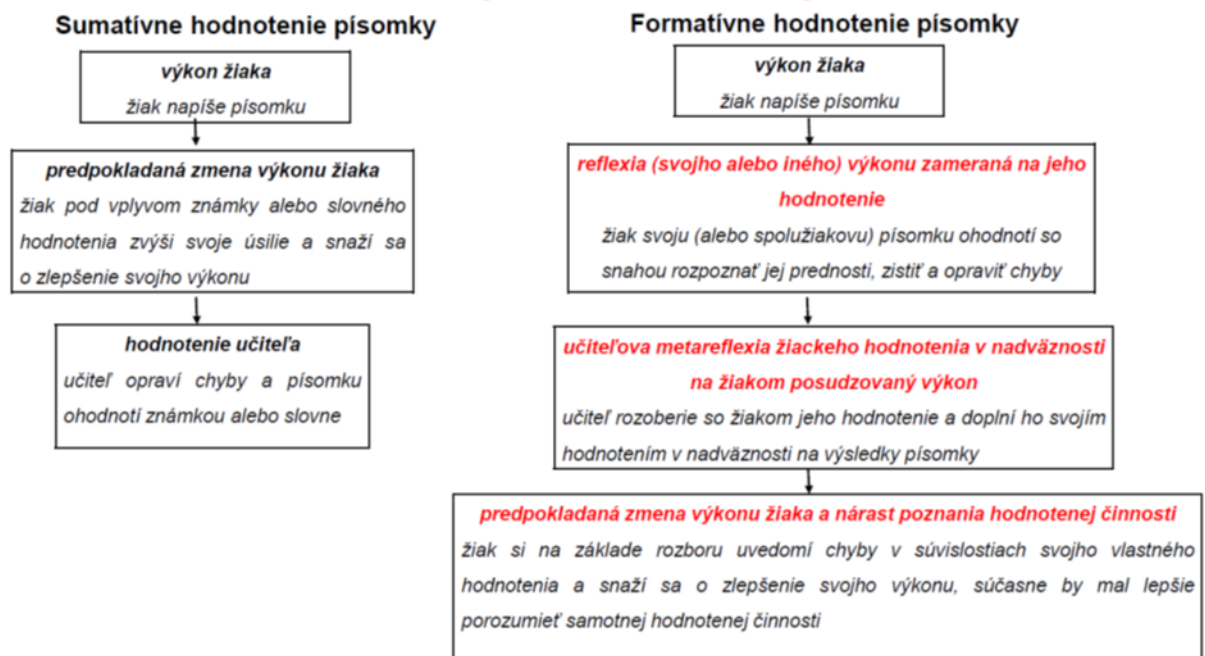 Sumatívne hodnotenie písomky
výkon žiaka
žiak napíše písomku
predpokladaná zmena výkonu žiaka
žiak pod vplyvom známky alebo slovného
hodnotenia zvýši svoje úsilie a snaží sa
o zlepšenie svojho výkonu
hodnotenie učiteľa
učiteľ opraví chyby a písomku
ohodnotí známkou alebo slovne
Formatívne hodnotenie písomky
výkon žiaka
žiak napíše písomku
reflexia (svojho alebo iného) výkonu zameraná na jeho
hodnotenie
žiak svoju (alebo spolužiakovu) písomku ohodnotí so
snahou rozpoznať jej prednosti, zistiť a opraviť chyby
učiteľova metareflexia žiackeho hodnotenia v nadväznosti
na žiakom posudzovaný výkon
učiteľ rozoberie so žiakom jeho hodnotenie a doplní ho svojím
hodnotením v nadväznosti na výsledky písomky
predpokladaná zmena výkonu žiaka a nárast poznania hodnotenej činnosti
žiak si na základe rozboru uvedomí chyby v súvislostiach svojho vlastného
hodnotenia a snaží sa o zlepšenie svojho výkonu, súčasne by mal lepšie
porozumieť samotnej hodnotenej činnosti